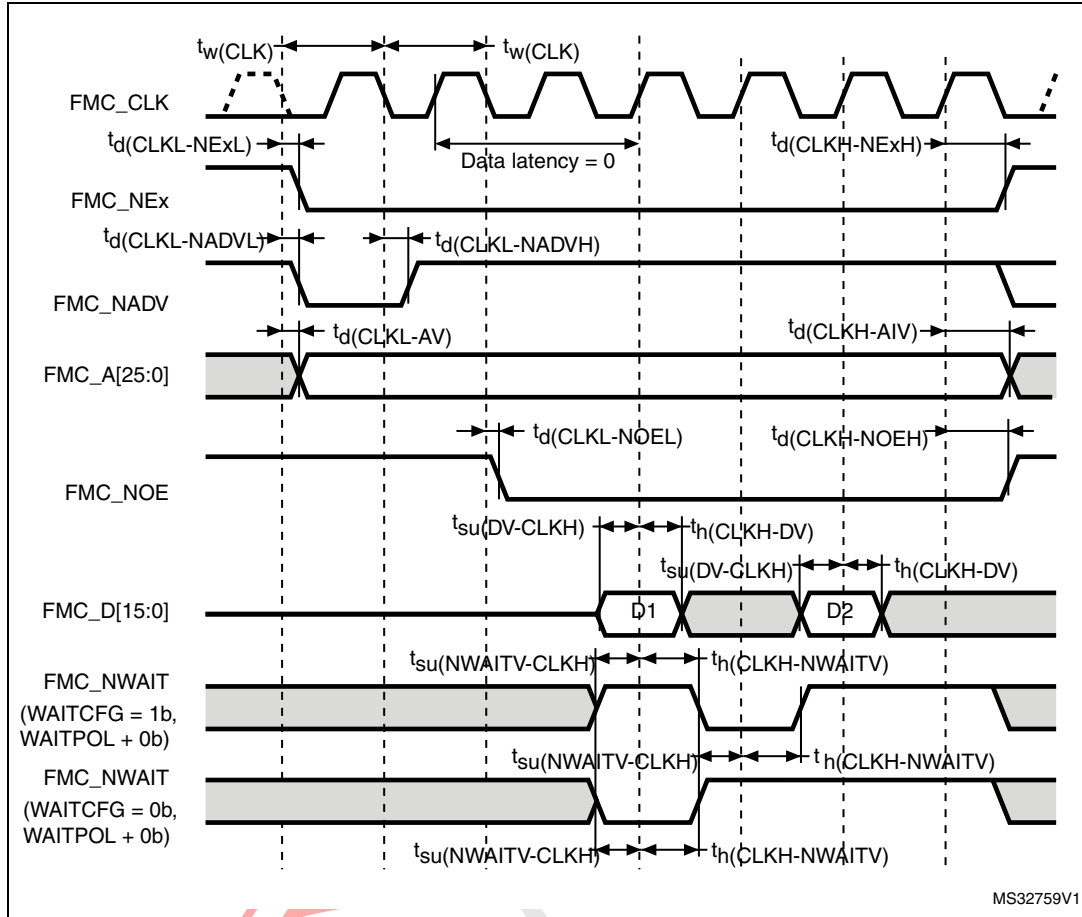 tw(CLK) tw(CLK)
FMC_CLK
td(CLKL-NExL) Data latency = 0 td(CLKH-NExH)
FMC_NEx
td(CLKL-NADVL) td(CLKL-NADVH)
FMC_NADV
td(CLKL-AV) td(CLKH-AIV)
FMC_A[25:0]
td(CLKL-NOEL) td(CLKH-NOEH)
FMC_NOE
tsu(DV-CLKH) th(CLKH-DV)
tsu(DV-CLKH) th(CLKH-DV)
FMC_D[15:0] D1 D2
tsu(NWAITV-CLKH) th(CLKH-NWAITV)
FMC_NWAIT
(WAITCFG = 1b,
WAITPOL + 0b)
tsu(NWAITV-CLKH) th(CLKH-NWAITV)
FMC_NWAIT
(WAITCFG = 0b,
WAITPOL + 0b)
tsu(NWAITV-CLKH) th(CLKH-NWAITV)
MS32759V1